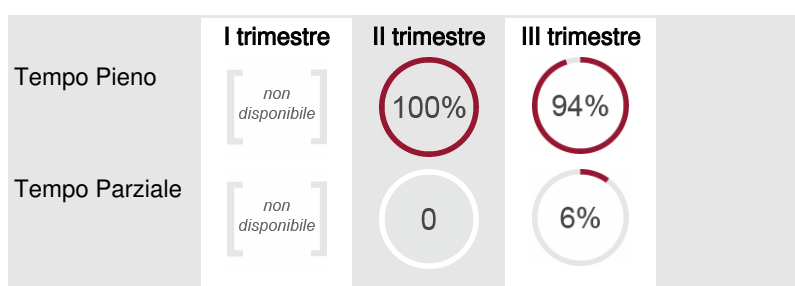 I trimestre II trimestre III trimestre
Tempo Pieno
non
disponibile
100%
94%
Tempo Parziale
non
disponibile
0
6%